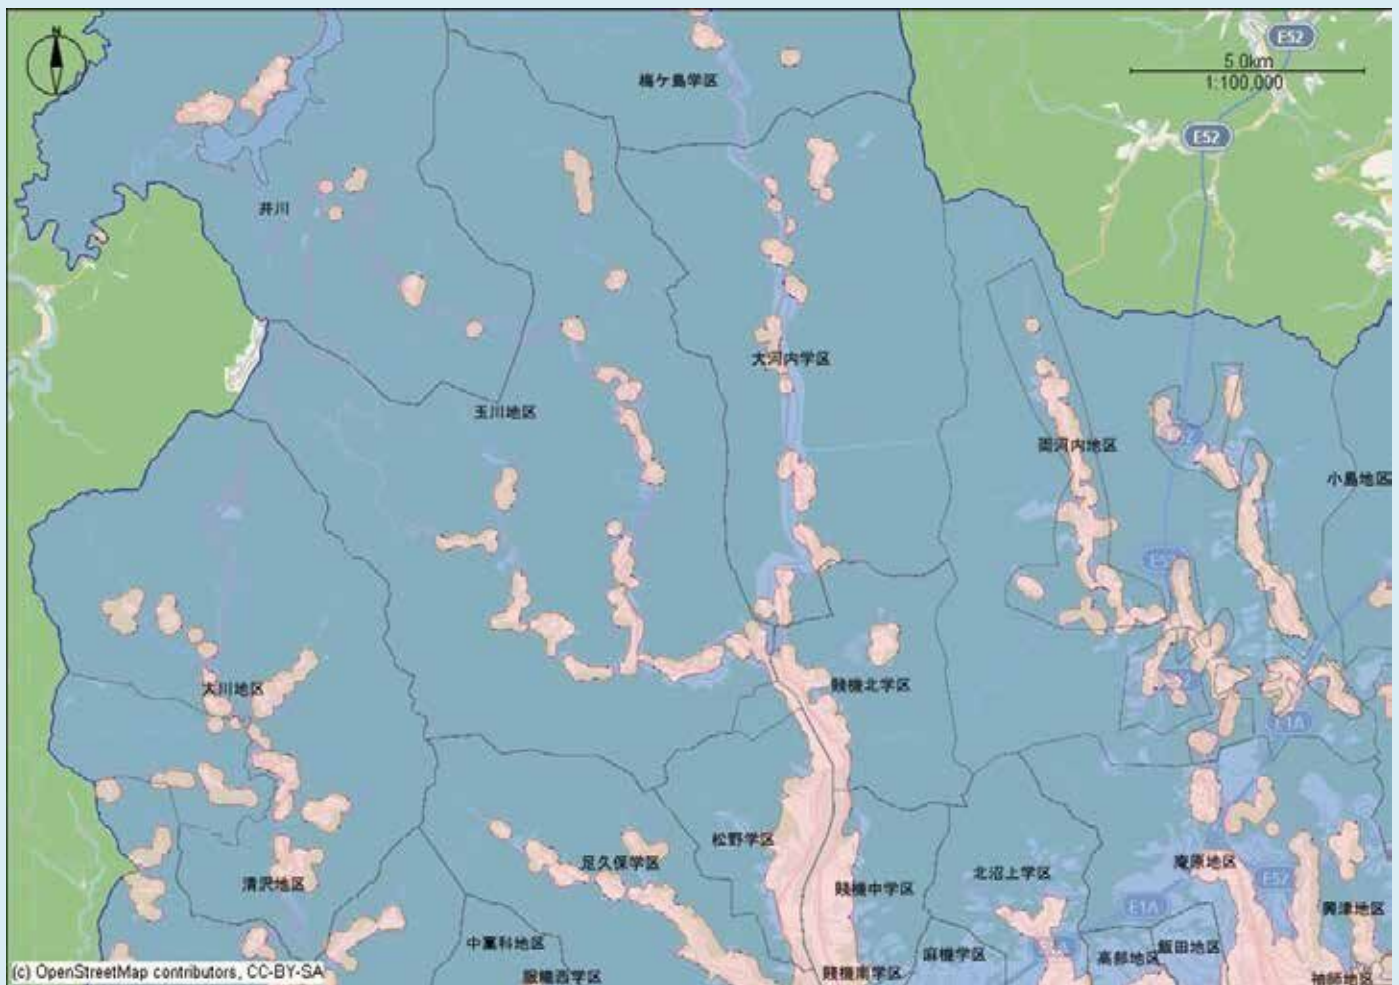 N
E52
5.0km
1:100,000
梅ケ島学区
E52
井川
大河内学区
玉川地区
両河内地区
小島地区
大川地区
賤機北学区
E1A
松野学区
足久保学区
北沼上学区
庵原地区
清沢地区
賤機中学区
E52
E1A
興津地区
中藁科地区
麻機学区
高部地区
飯田地区
服織西学区
賤機南学区
袖師地区
(c) OpenStreetMap contributors, CC-BY-SA